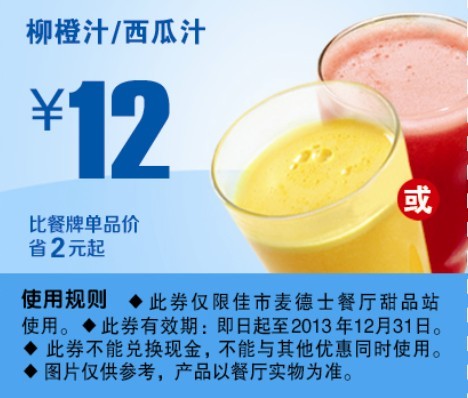 柳橙汁/西瓜汁
¥12
比餐牌单品价
省2元起
或
使用规则 ◆此券仅限佳市麦德士餐厅甜品站
使用。◆此券有效期：即日起至2013年12月31日。
◆ 此券不能兑换现金，不能与其他优惠同时使用。
◆ 图片仅供参考，产品以餐厅实物为准。